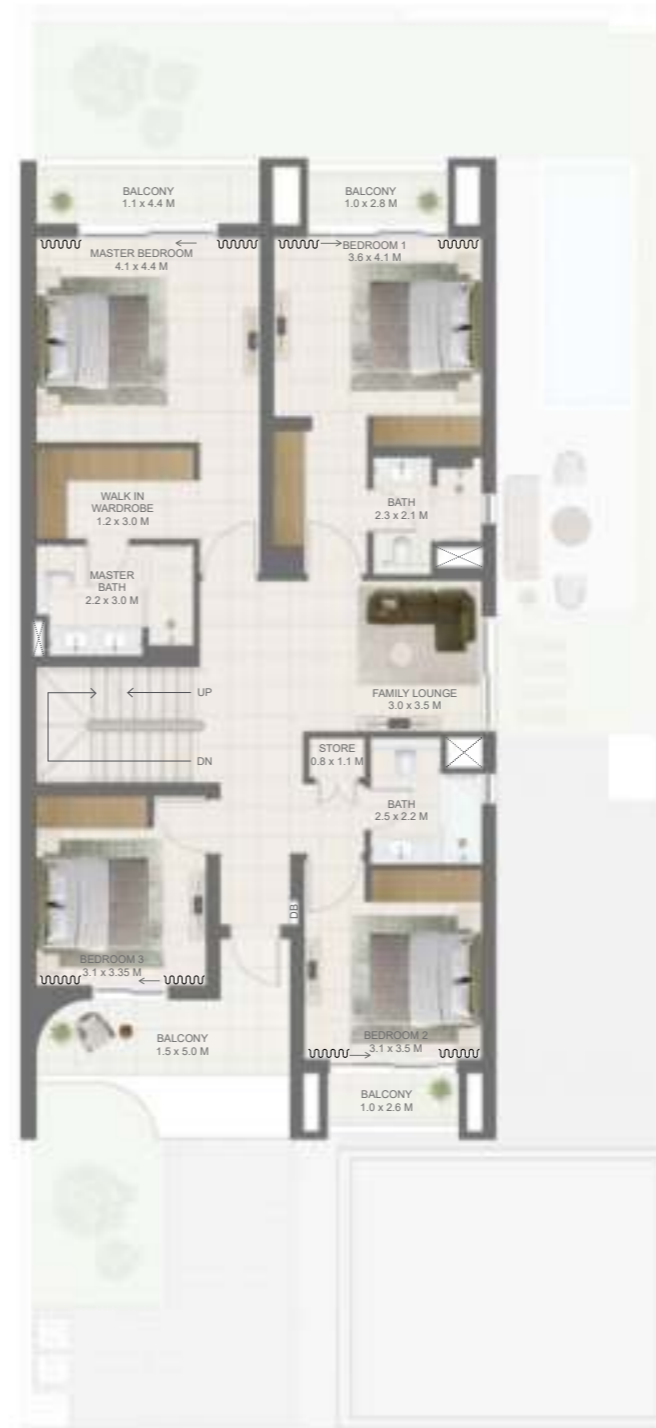 BALCONY
1.1 x 4.4 M
BALCONY
1.0 x 2.8 M
MASTER BEDROOM
4.1 x 4.4 M
BEDROOM 1
3.6 x 4.1 M
WALK IN
WARDROBE
1.2 x 3.0 M
BATH
2.3 x 2.1 M
MASTER
BATH
2.2 x 3.0 M
UP
FAMILY LOUNGE
3.0 x 3.5 M
DN
STORE
0.8 x 1.1 M
BATH
2.5 x 2.2 M
DB
BEDROOM 3
3.1 x 3.35 M
BALCONY
1.5 x 5.0 M
BEDROOM 2
3.1 x 3.5 M
BALCONY
1.0 x 2.6 M